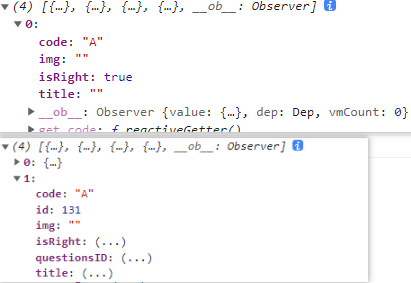 (4) [{…}, {…}, {…}, {…}, __ob__: Observer]
0:
code: "A"
img: ""
isRight: true
title: ""
__ob__: Observer {value: {…}, dep: Dep, vmCount: 0}
get code: ƒ reactiveGetter()
(4) [{…}, {…}, {…}, {…}, __ob__: Observer]
0: {…}
1:
code: "A"
id: 131
img: ""
isRight: (...)
questionsID: (...)
title: (...)